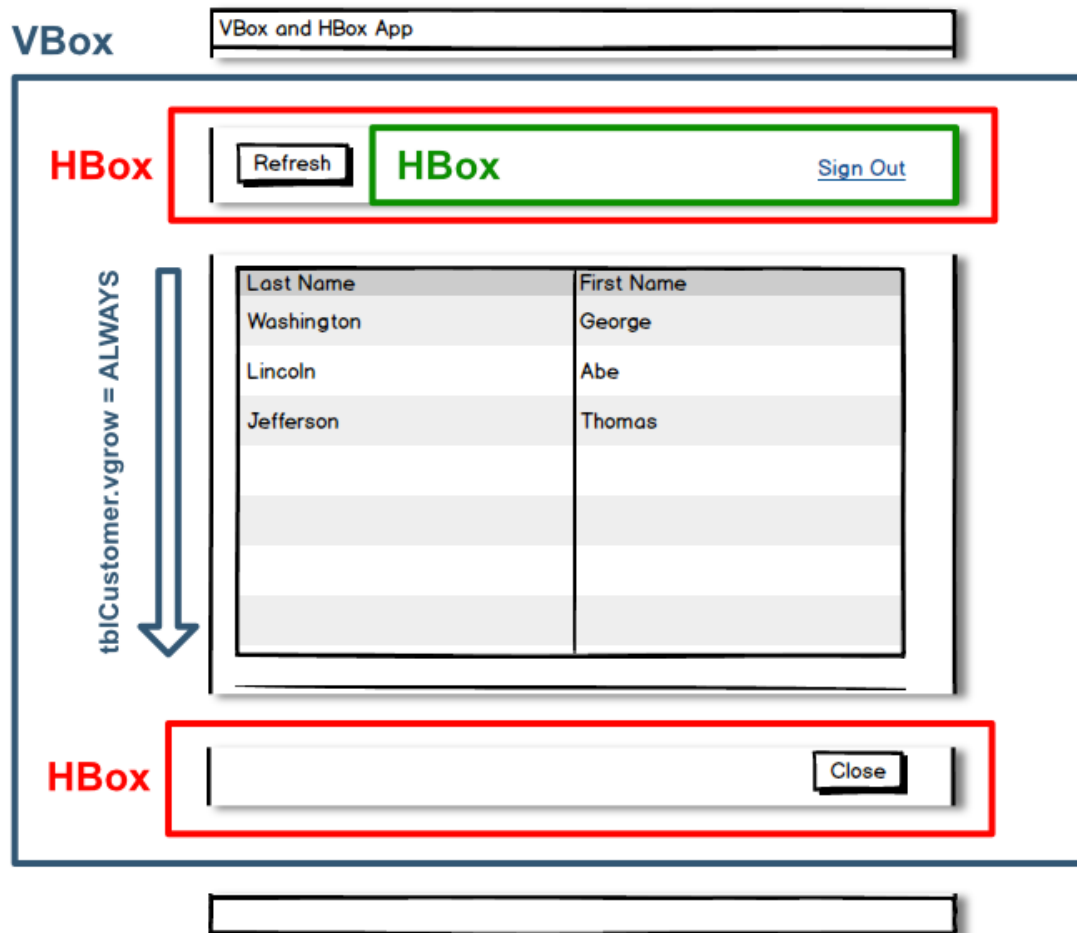 VBox
VBox and HBox App
HBox
Refresh
HBox
Sign Out
tblCustomer.vgrow = ALWAYS
Last Name First Name
Washington George
Lincoln Abe
Jefferson Thomas
HBox
Close